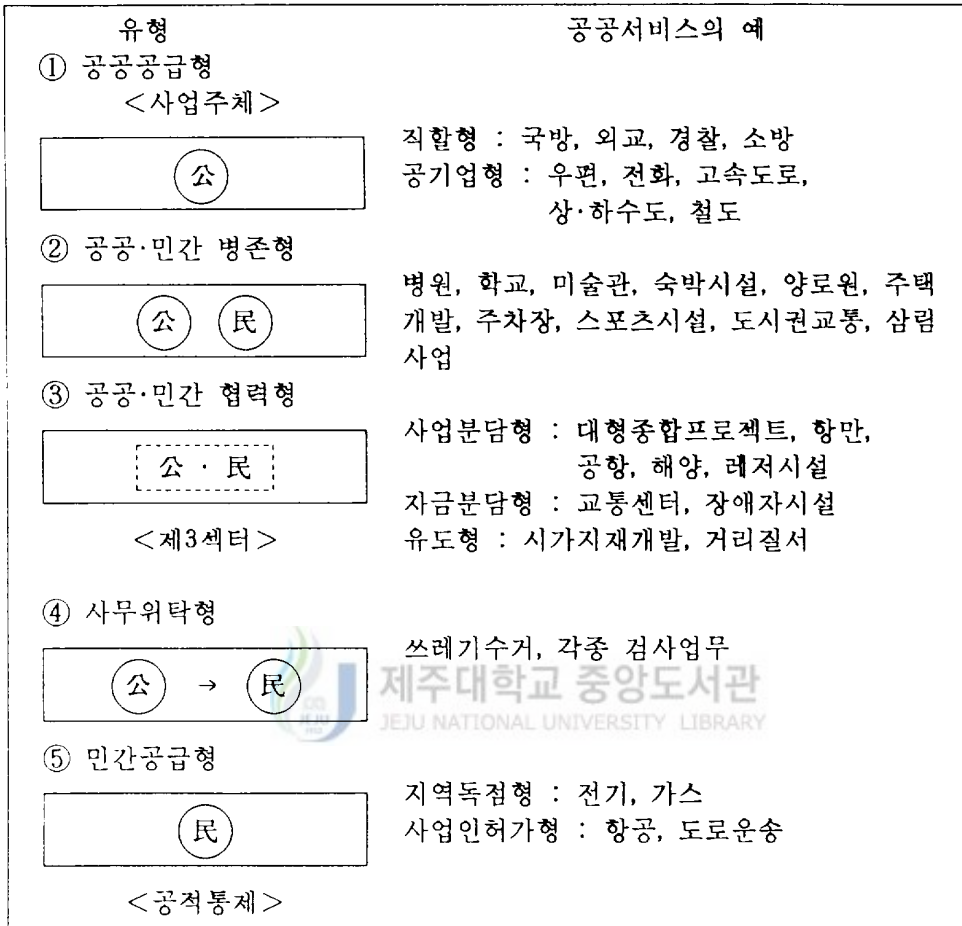 유형 공공서비스의 예
① 공공공급형
<사업주체>
公
직할형 : 국방, 외교, 경찰, 소방
공기업형 : 우편, 전화, 고속도로,
상·하수도, 철도
② 공공·민간 병존형
公 民
병원, 학교, 미술관, 숙박시설, 양로원, 주택
개발, 주차장, 스포츠시설, 도시권교통, 삼림
사업
③ 공공·민간 협력형
公 · 民
<제3섹터>
사업분담형 : 대형종합프로젝트, 항만,
공항, 해양, 레저시설
자금분담형 : 교통센터, 장애자시설
유도형 : 시가지재개발, 거리질서
④ 사무위탁형
公 → 民
쓰레기수거, 각종 검사업무
제주대학교 중앙도서관
JEJU NATIONAL UNIVERSITY LIBRARY
JEJU
1952
⑤ 민간공급형
民
<공적통제>
지역독점형 : 전기, 가스
사업인허가형 : 항공, 도로운송